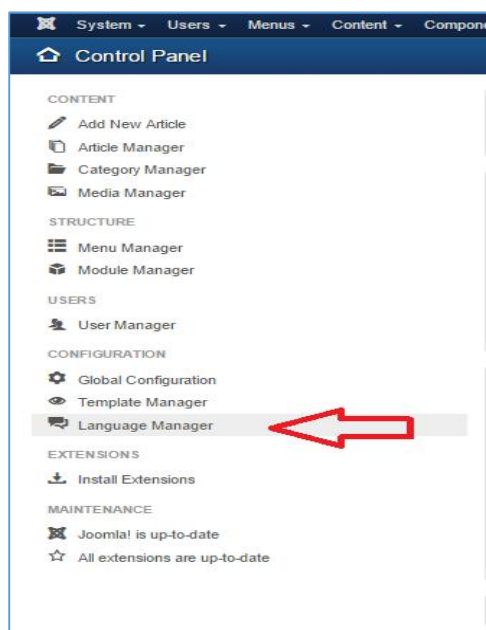 System Users Menus Content Compone
Control Panel
CONTENT
Add New Article
Article Manager
Category Manager
Media Manager
STRUCTURE
Menu Manager
Module Manager
USERS
User Manager
CONFIGURATION
Global Configuration
Template Manager
Language Manager
EXTENSIONS
Install Extensions
MAINTENANCE
Joomla! is up-to-date
All extensions are up-to-date